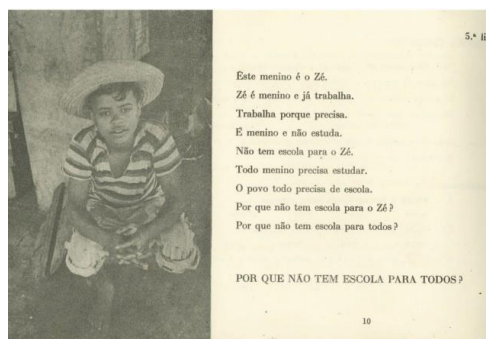 5.ª
Êste menino é o Zé.
Zé é menino e já trabalha.
Trabalha porque precisa.
É menino e não estuda.
Não tem escola para o Zé.
Todo menino precisa estudar.
O povo todo precisa de escola.
Por que não tem escola para o Zé?
Por que não tem escola para todos?
POR QUE NÃO TEM ESCOLA PARA TODOS?
10